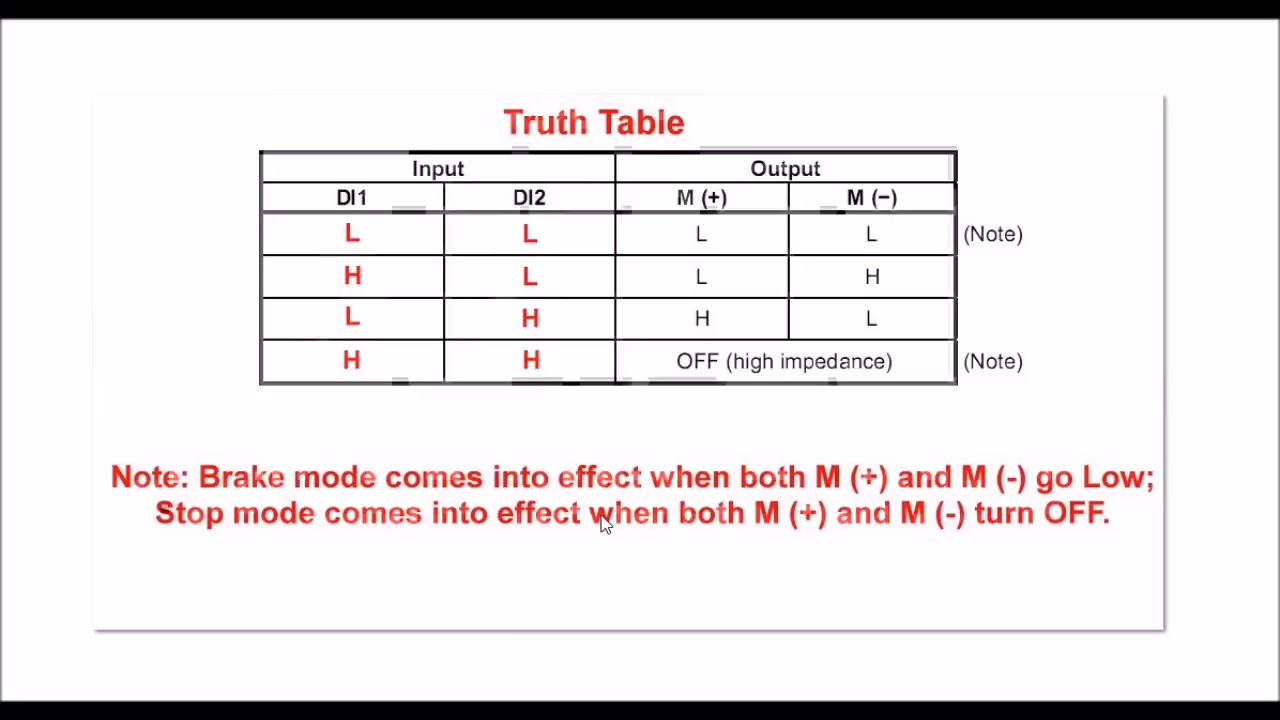 Truth Table
Input Output
DI1 DI2 M (+) M (−)
L L L L (Note)
H L L H
L H H L
H H OFF (high impedance) (Note)
Note: Brake mode comes into effect when both M (+) and M (-) go Low;
Stop mode comes into effect when both M (+) and M (-) turn OFF.